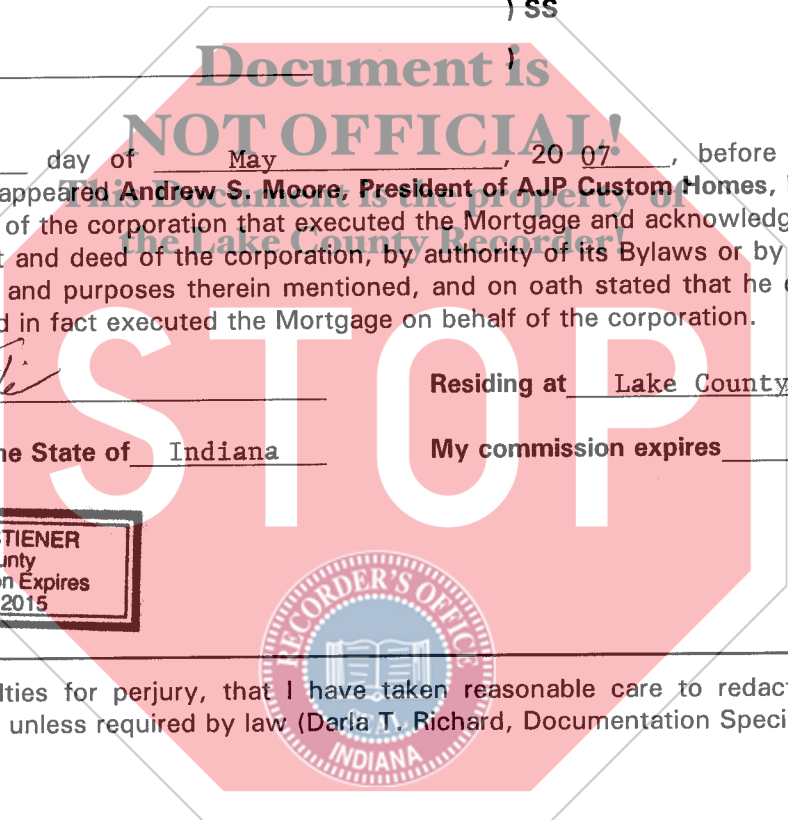 ) SS
)
Document is
NOT OFFICIAL!
This Document is the property of
the Lake County Recorder!
day of May, 20 07, before
appeared Andrew S. Moore, President of AJP Custom Homes,
of the corporation that executed the Mortgage and acknowledg
t and deed of the corporation, by authority of its Bylaws or by
and purposes therein mentioned, and on oath stated that he
d in fact executed the Mortgage on behalf of the corporation.
STOP
Residing at Lake County
he State of Indiana
My commission expires
TIENER
unty
on Expires
2015
RECORDER'S OFFICE
INDIANA
lties for perjury, that I have taken reasonable care to redact
unless required by law (Darla T. Richard, Documentation Speci